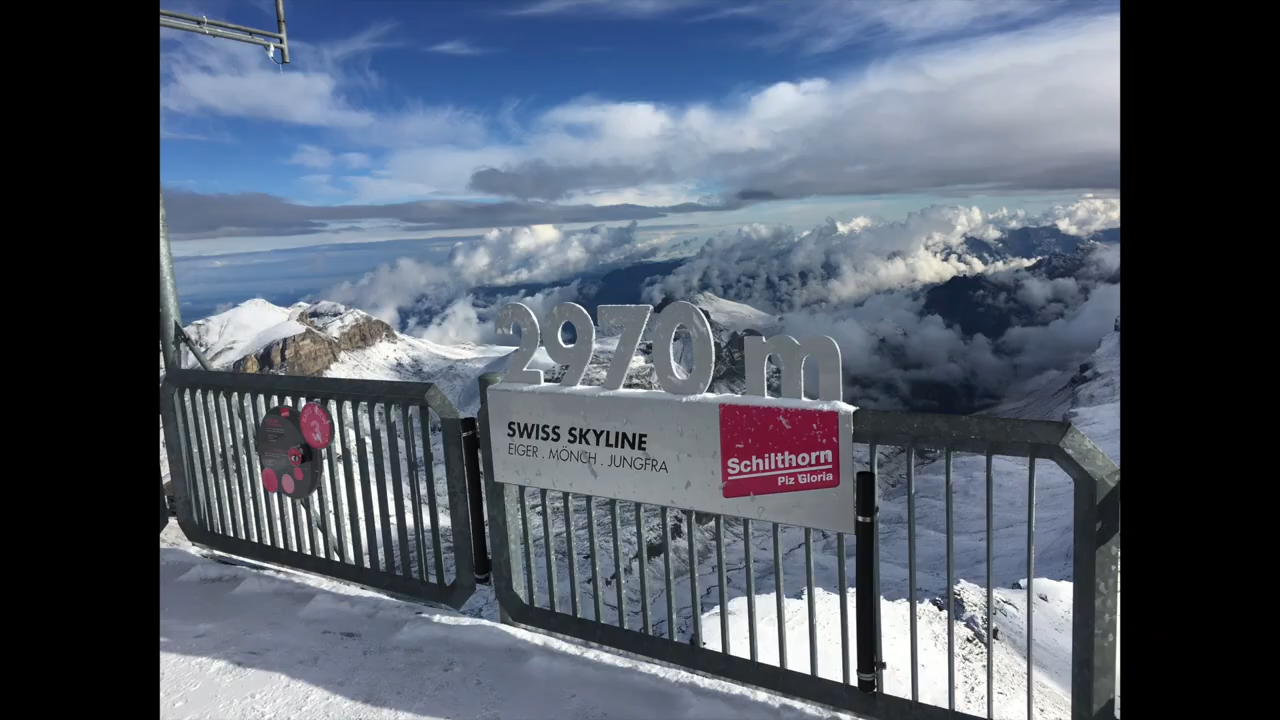 2970 m
SWISS SKYLINE
EIGER . MÖNCH . JUNGFRA
Schilthorn
Piz Gloria